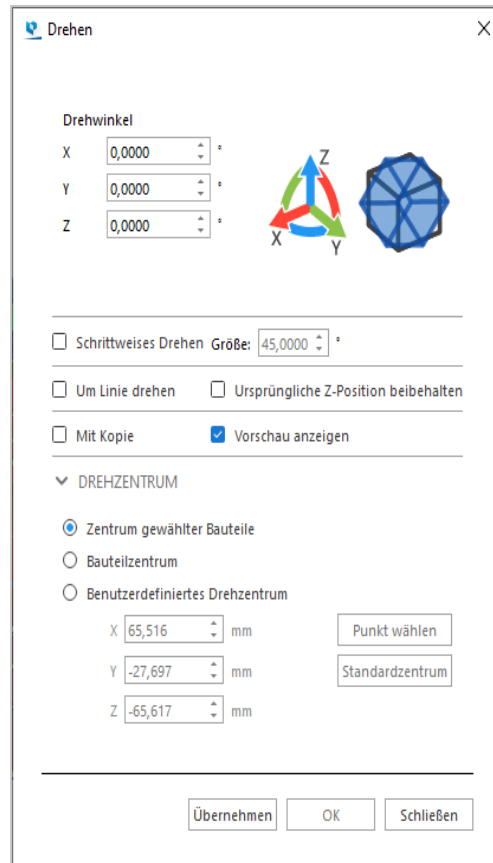 Drehen
Drehwinkel
X 0,0000 °
Y 0,0000 °
Z 0,0000 °
Z
X
Y
Schrittweises Drehen Größe: 45,0000 °
Um Linie drehen Ursprüngliche Z-Position beibehalten
Mit Kopie Vorschau anzeigen
DREHZENTRUM
Zentrum gewählter Bauteile
Bauteilzentrum
Benutzerdefiniertes Drehzentrum
X 65,516 mm Punkt wählen
Y -27,697 mm Standardzentrum
Z -65,617 mm
Übernehmen OK Schließen